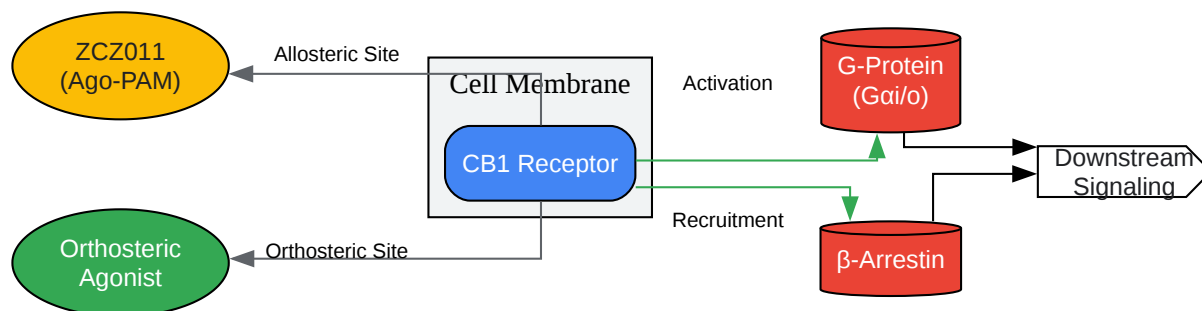 ZCZ011
(Ago-PAM)
Allosteric Site
Cell Membrane
CB1 Receptor
Activation
G-Protein
(Gαi/o)
Downstream
Signaling
Orthosteric
Agonist
Orthosteric Site
Recruitment
β-Arrestin